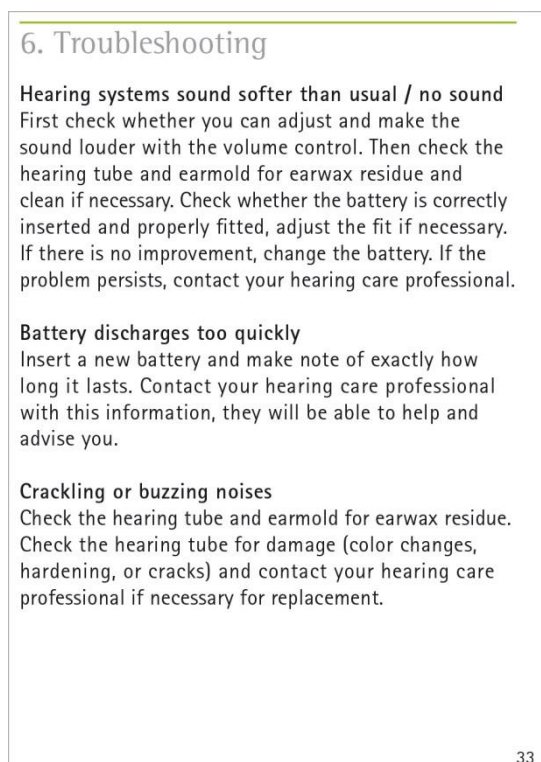 6. Troubleshooting
Hearing systems sound softer than usual / no sound
First check whether you can adjust and make the
sound louder with the volume control. Then check the
hearing tube and earmold for earwax residue and
clean if necessary. Check whether the battery is correctly
inserted and properly fitted, adjust the fit if necessary.
If there is no improvement, change the battery. If the
problem persists, contact your hearing care professional.
Battery discharges too quickly
Insert a new battery and make note of exactly how
long it lasts. Contact your hearing care professional
with this information, they will be able to help and
advise you.
Crackling or buzzing noises
Check the hearing tube and earmold for earwax residue.
Check the hearing tube for damage (color changes,
hardening, or cracks) and contact your hearing care
professional if necessary for replacement.
33